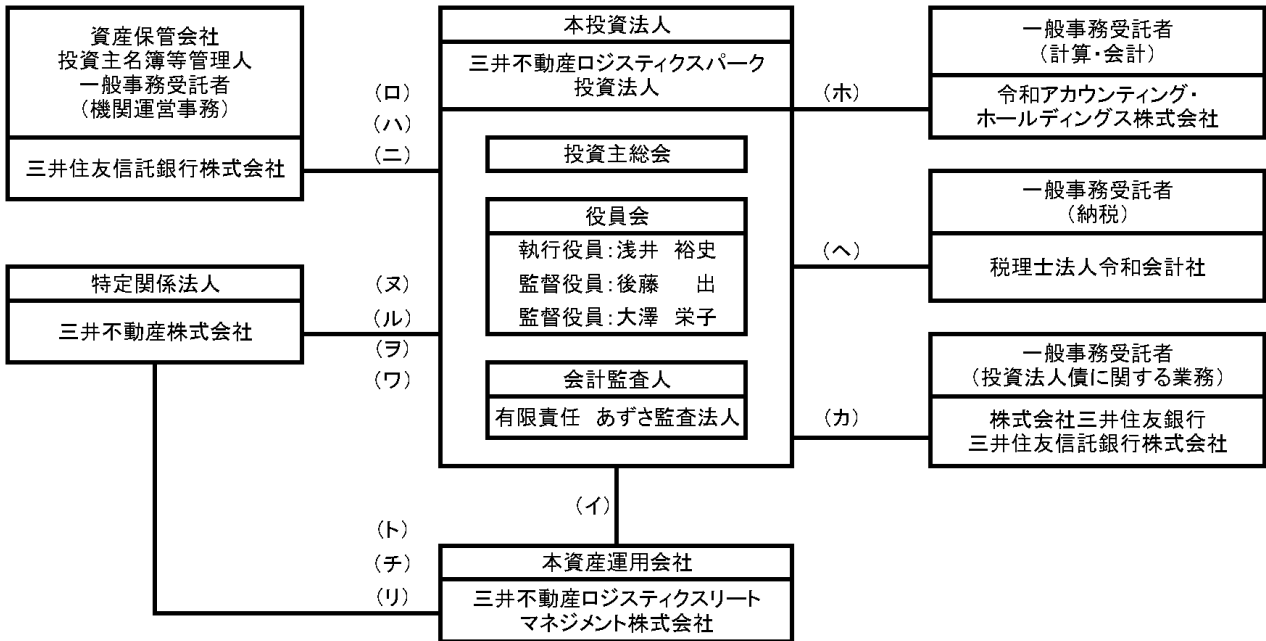 資産保管会社
投資主名簿等管理人
一般事務受託者
(機関運営事務)
三井住友信託銀行株式会社
(ロ)
(ハ)
(ニ)
特定関係法人
三井不動産株式会社
(ヌ)
(ル)
(ヲ)
(ワ)
本投資法人
三井不動産ロジスティクスパーク
投資法人
投資主総会
役員会
執行役員:浅井 裕史
監督役員:後藤 出
監督役員:大澤 栄子
会計監査人
有限責任 あずさ監査法人
(ホ)
一般事務受託者
(計算・会計)
令和アカウンティング・
ホールディングス株式会社
(ヘ)
一般事務受託者
(納税)
税理士法人令和会計社
(カ)
一般事務受託者
(投資法人債に関する業務)
株式会社三井住友銀行
三井住友信託銀行株式会社
(イ)
(ト)
(チ)
(リ)
本資産運用会社
三井不動産ロジスティクスリート
マネジメント株式会社